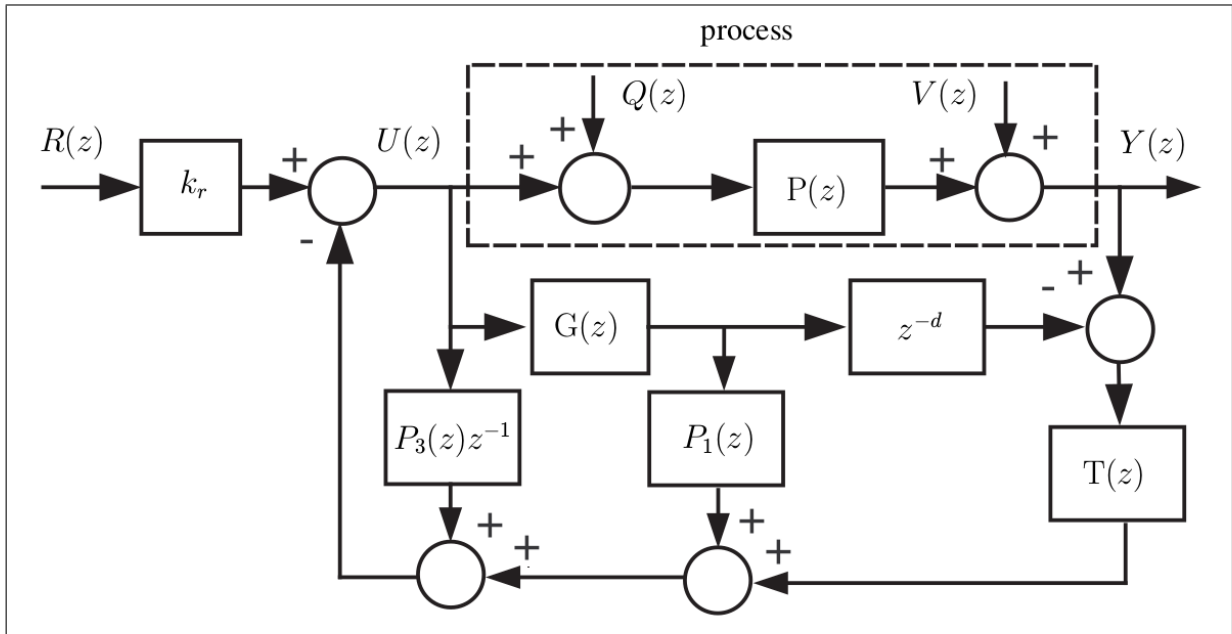 process
Q(z)
V(z)
R(z)
k_r
+
-
U(z)
+
+
P(z)
+
+
Y(z)
G(z)
z^{-d}
-
+
P_3(z)z^{-1}
P_1(z)
T(z)
+
+
+
+